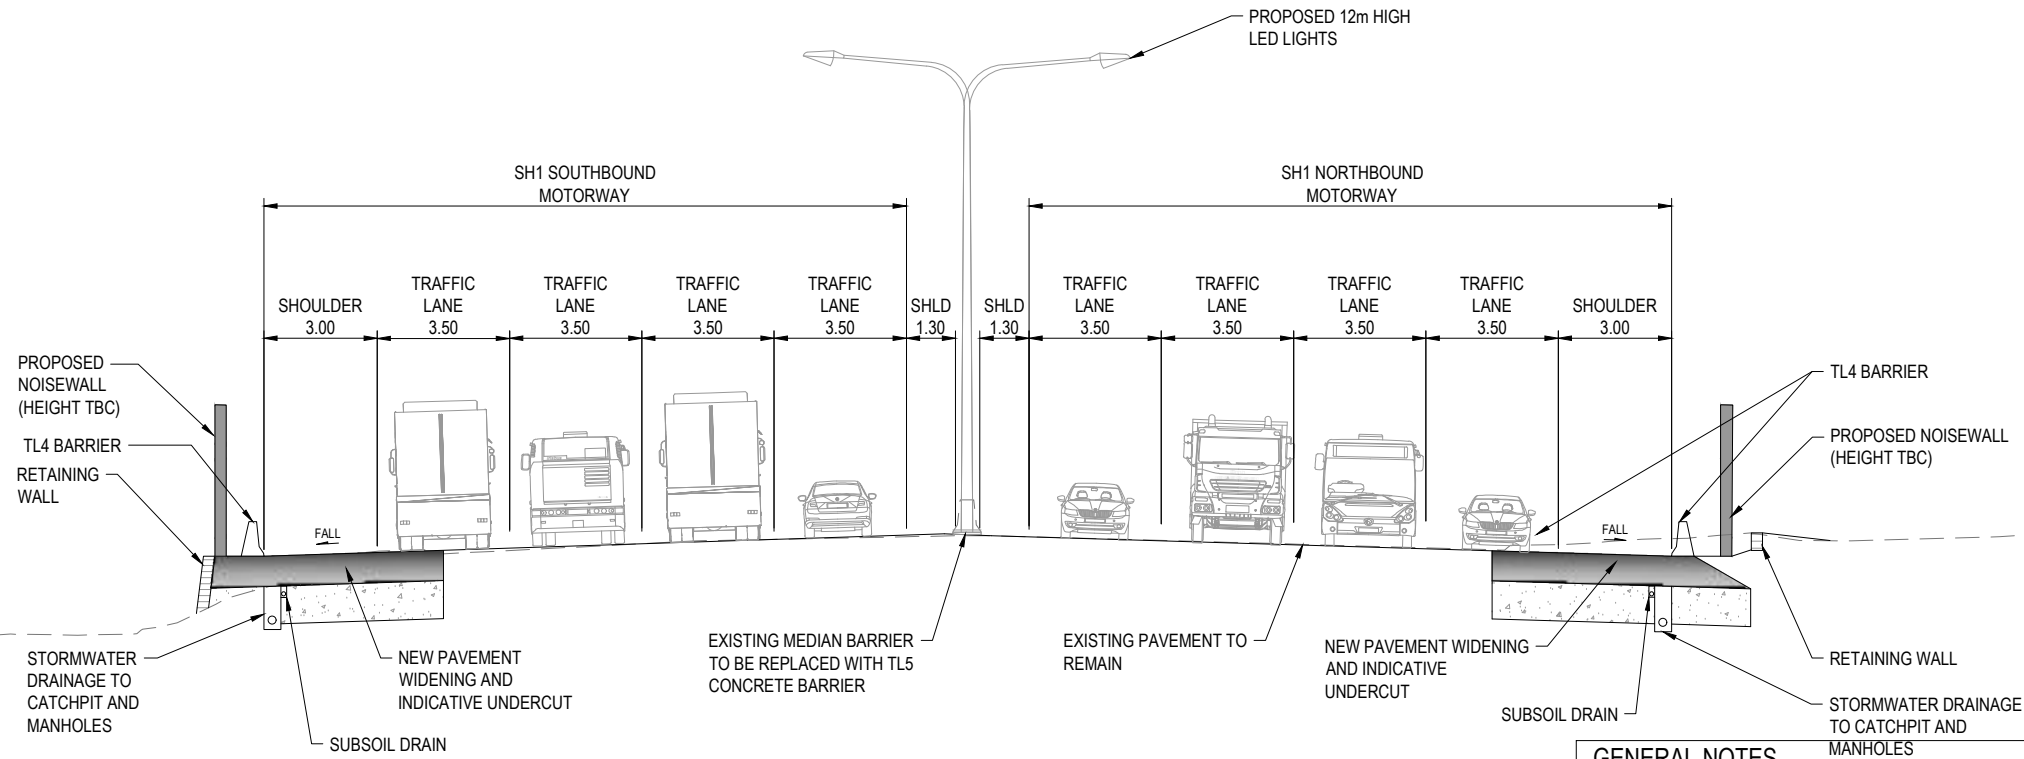 PROPOSED 12m HIGH
LED LIGHTS
SH1 SOUTHBOUND
MOTORWAY
SH1 NORTHBOUND
MOTORWAY
SHOULDER
3.00
TRAFFIC
LANE
3.50
TRAFFIC
LANE
3.50
TRAFFIC
LANE
3.50
TRAFFIC
LANE
3.50
SHLD
1.30
SHLD
1.30
TRAFFIC
LANE
3.50
TRAFFIC
LANE
3.50
TRAFFIC
LANE
3.50
TRAFFIC
LANE
3.50
SHOULDER
3.00
PROPOSED
NOISEWALL
(HEIGHT TBC)
TL4 BARRIER
RETAINING
WALL
FALL
FALL
TL4 BARRIER
PROPOSED NOISEWALL
(HEIGHT TBC)
STORMWATER
DRAINAGE TO
CATCHPIT AND
MANHOLES
NEW PAVEMENT
WIDENING AND
INDICATIVE UNDERCUT
SUBSOIL DRAIN
EXISTING MEDIAN BARRIER
TO BE REPLACED WITH TL5
CONCRETE BARRIER
EXISTING PAVEMENT TO
REMAIN
NEW PAVEMENT WIDENING
AND INDICATIVE
UNDERCUT
SUBSOIL DRAIN
RETAINING WALL
STORMWATER DRAINAGE
TO CATCHPIT AND
MANHOLES
GENERAL NOTES